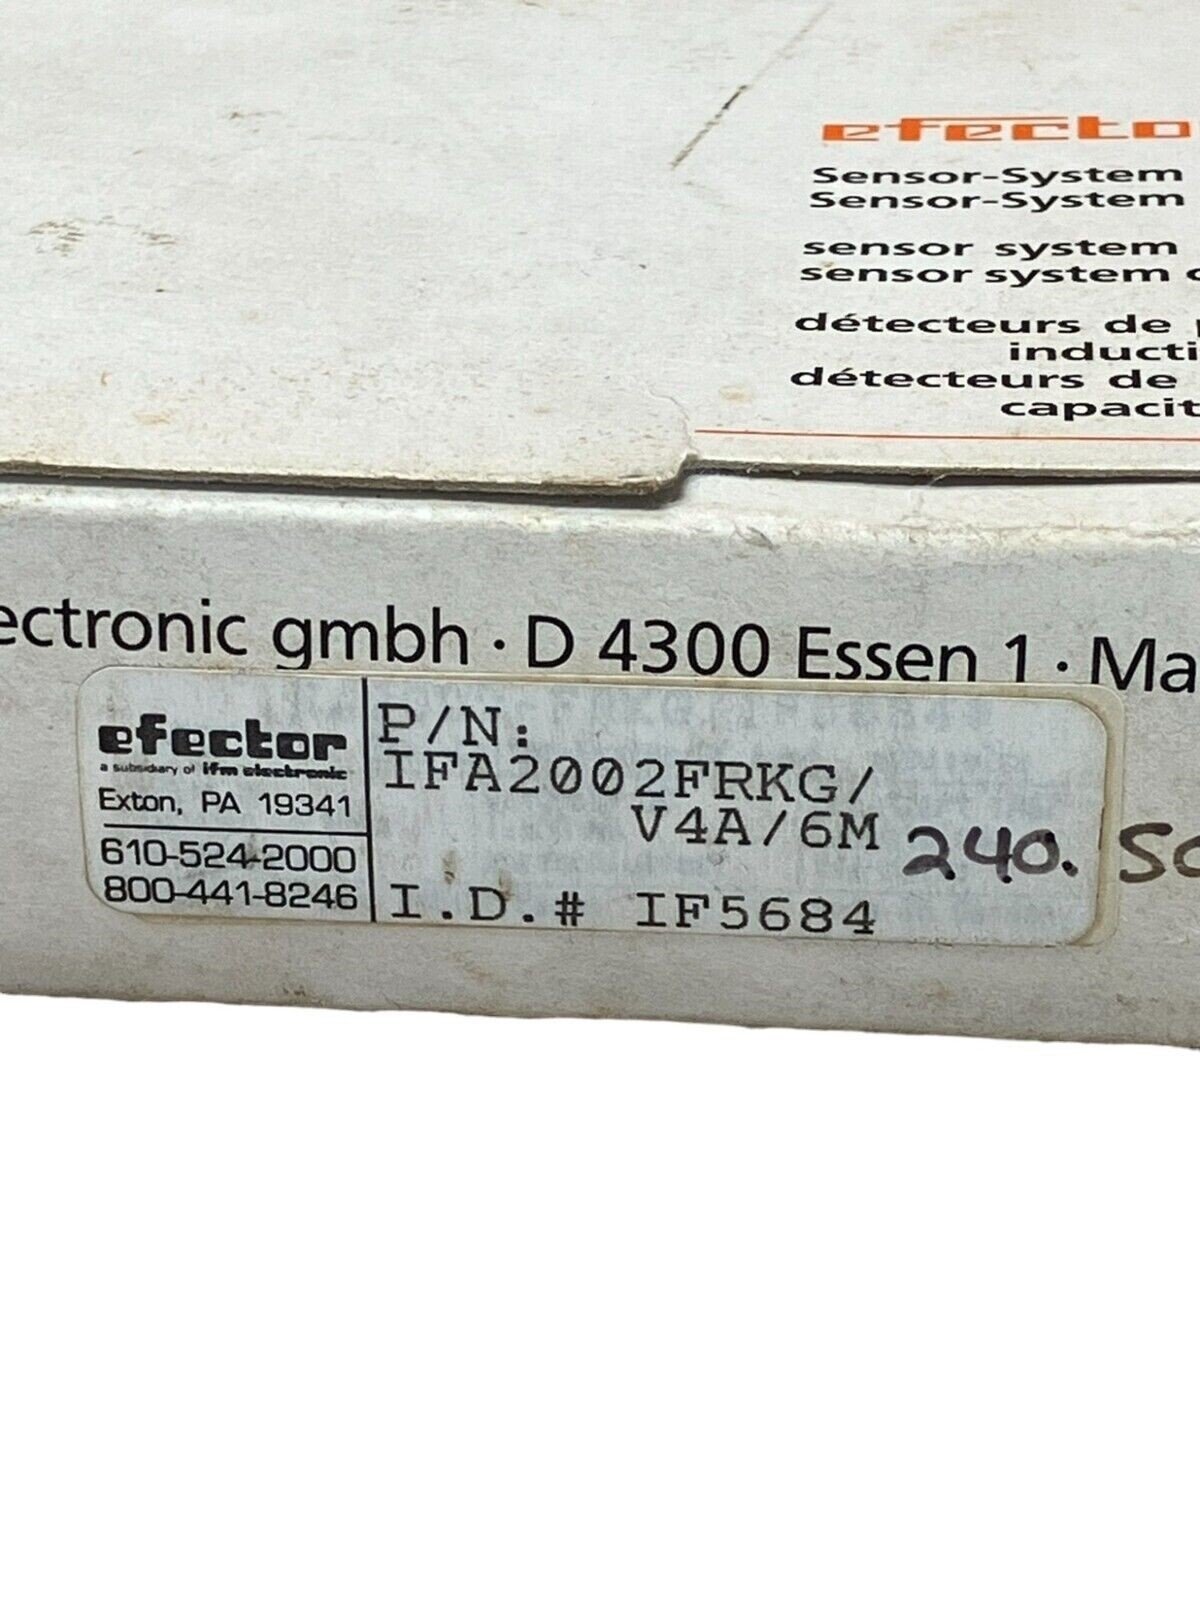 efecto
Sensor-System
Sensor-System
sensor system
sensor system
détecteurs de
inducti
détecteurs de
capacit
ectronic gmbh · D 4300 Essen 1 · Ma
efector
a subsidiary of ifm electronic
Exton, PA 19341
610-524-2000
800-441-8246
P/N:
IFA2002FRKG/
V4A/6M
240. So
I.D.# IF5684